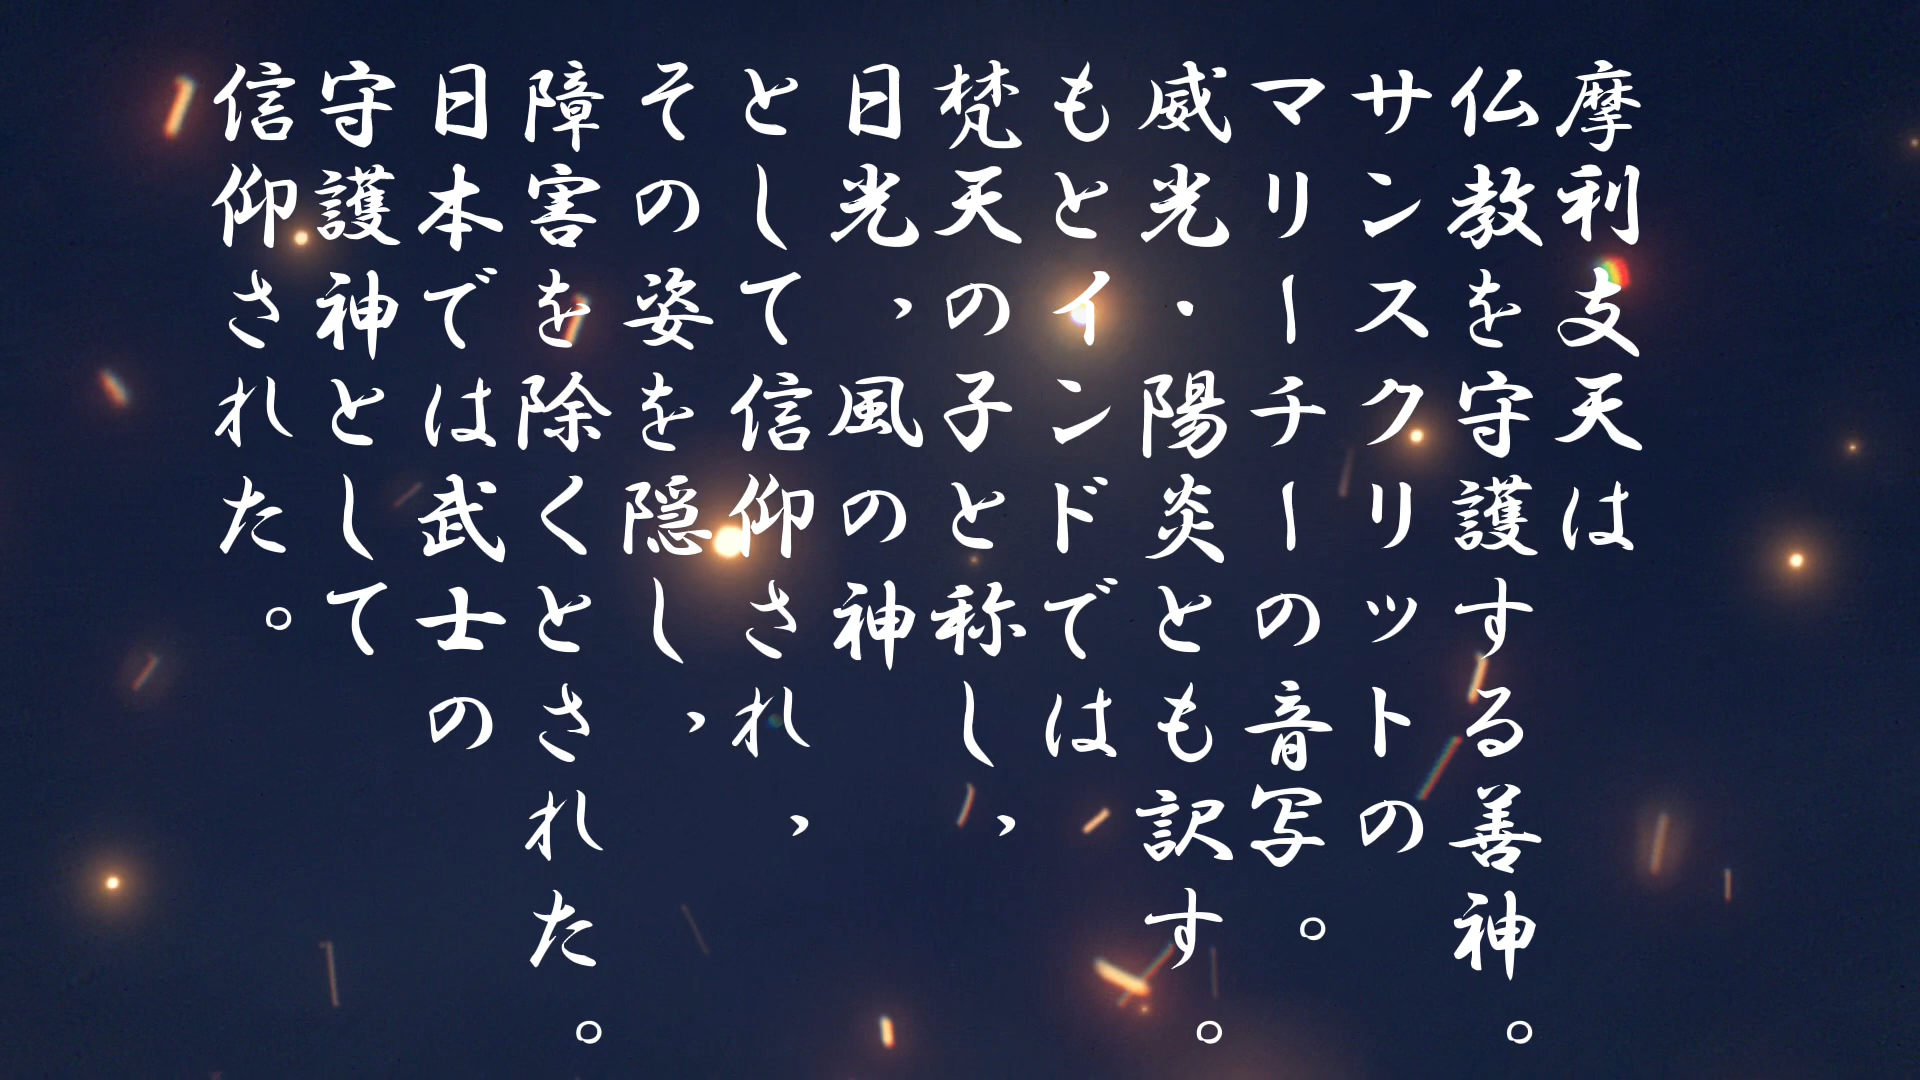 摩利支天は
仏教を守護する善神。
サンスクリットの
マリーチーの音写。
威光・陽炎とも訳す。
もとインドでは
梵天の子と称し，
日光，風の神
として信仰され，
その姿を隠し，
障害を除くとされた。
日本では武士の
守護神として
信仰された。